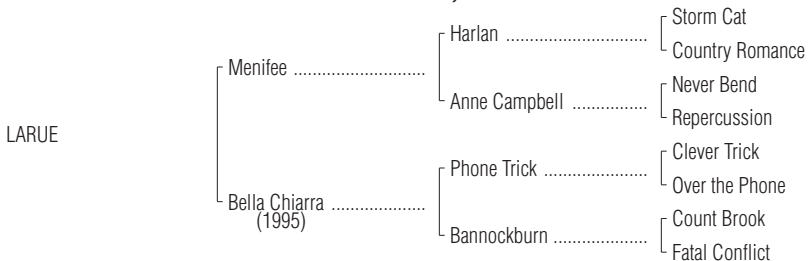 Storm Cat
Harlan ...............................
Country Romance
Menifee ............................
Never Bend
Anne Campbell ................
Repercussion
LARUE
Clever Trick
Phone Trick ......................
Over the Phone
Bella Chiarra ....................
(1995)
Count Brook
Bannockburn ....................
Fatal Conflict